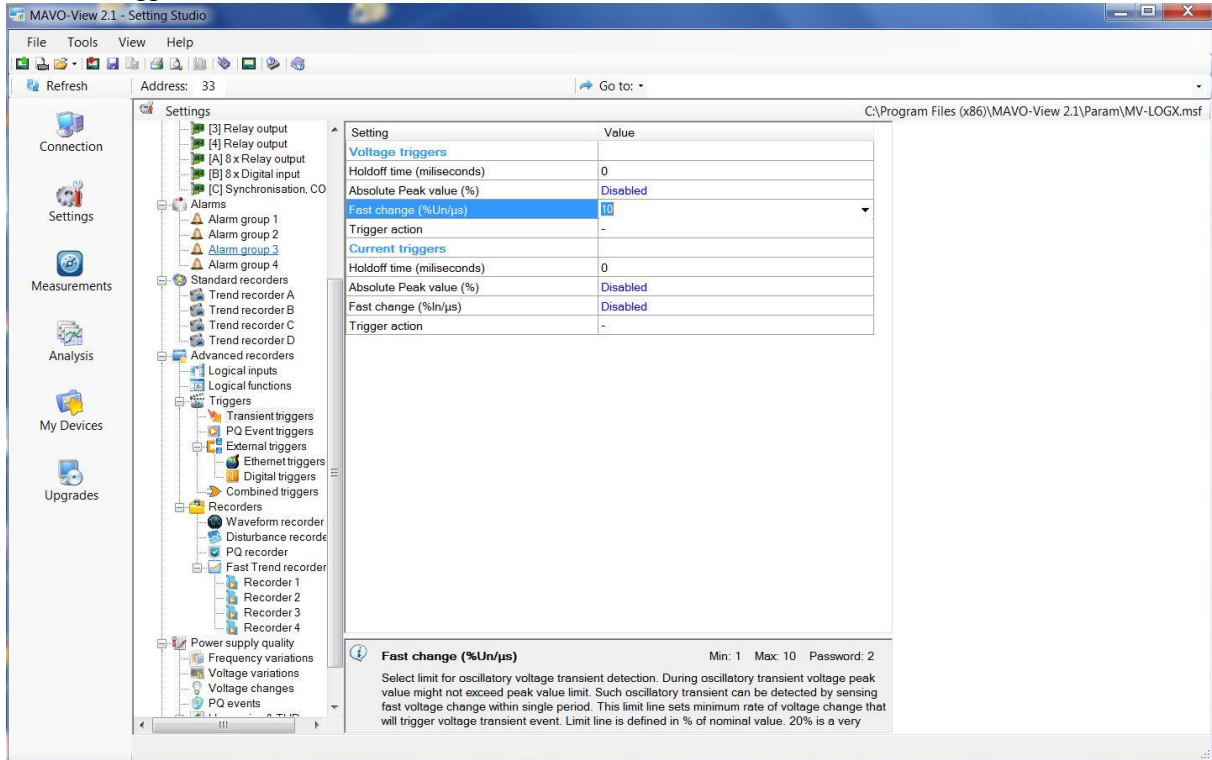 MAVO-View 2.1 - Setting Studio
File Tools View Help
Refresh Address: 33 Go to:
Settings C:\Program Files (x86)\MAVO-View 2.1\Param\MV-LOGX.msf
Connection
Settings
Measurements
Analysis
My Devices
Upgrades
[3] Relay output
[4] Relay output
[A] 8 x Relay output
[B] 8 x Digital input
[C] Synchronisation, CO
Alarms
Alarm group 1
Alarm group 2
Alarm group 3
Alarm group 4
Standard recorders
Trend recorder A
Trend recorder B
Trend recorder C
Trend recorder D
Advanced recorders
Logical inputs
Logical functions
Triggers
Transient triggers
PQ Event triggers
External triggers
Ethernet triggers
Digital triggers
Combined triggers
Recorders
Waveform recorder
Disturbance recorde
PQ recorder
Fast Trend recorder
Recorder 1
Recorder 2
Recorder 3
Recorder 4
Power supply quality
Frequency variations
Voltage variations
Voltage changes
PQ events
Setting Value
Voltage triggers
Holdoff time (miliseconds) 0
Absolute Peak value (%) Disabled
Fast change (%Un/µs) 10
Trigger action -
Current triggers
Holdoff time (miliseconds) 0
Absolute Peak value (%) Disabled
Fast change (%In/µs) Disabled
Trigger action -
Fast change (%Un/µs) Min: 1 Max: 10 Password: 2
Select limit for oscillatory voltage transient detection. During oscillatory transient voltage peak
value might not exceed peak value limit. Such oscillatory transient can be detected by sensing
fast voltage change within single period. This limit line sets minimum rate of voltage change that
will trigger voltage transient event. Limit line is defined in % of nominal value. 20% is a very